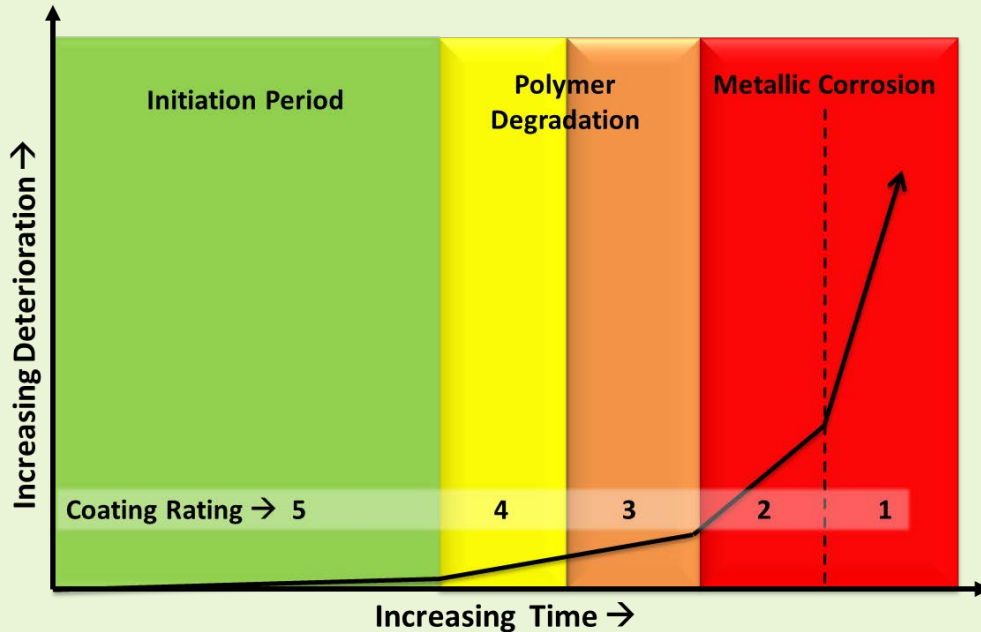 Initiation Period
Polymer
Degradation
Metallic Corrosion
Increasing Deterioration →
Coating Rating → 5
4
3
2
1
Increasing Time →